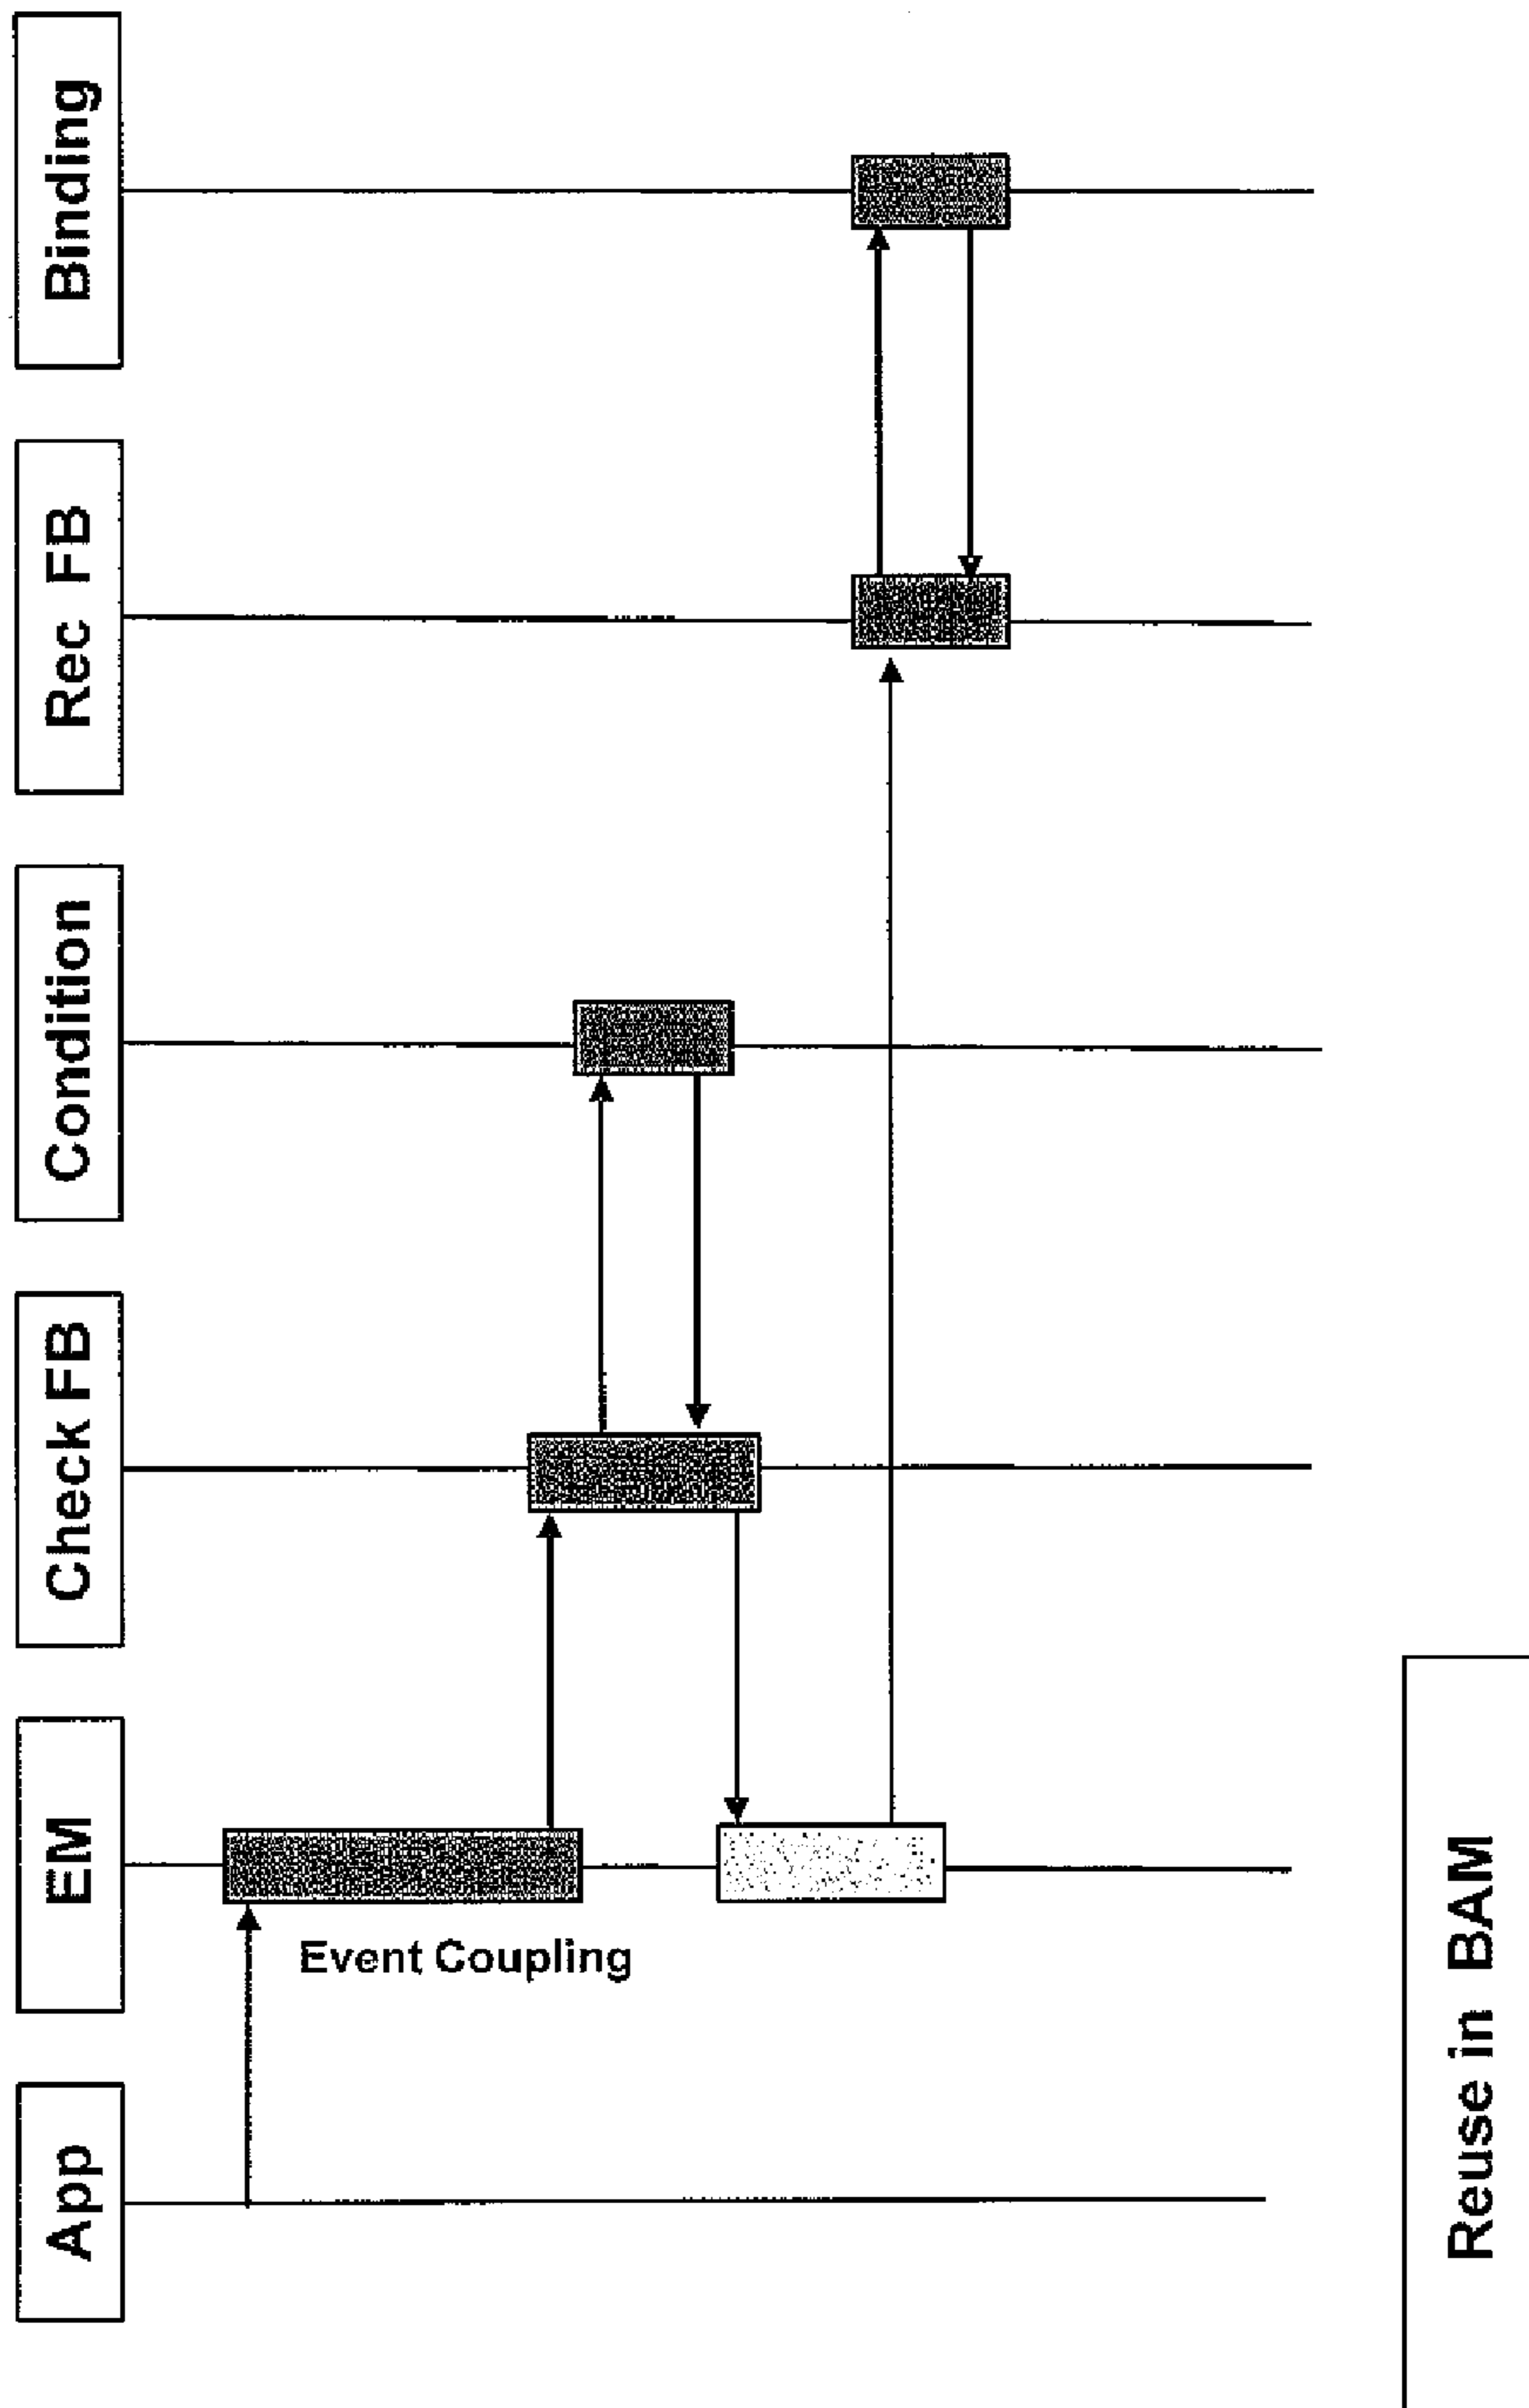 App
EM
Check FB
Condition
Rec FB
Binding
Event Coupling
Reuse in BAM